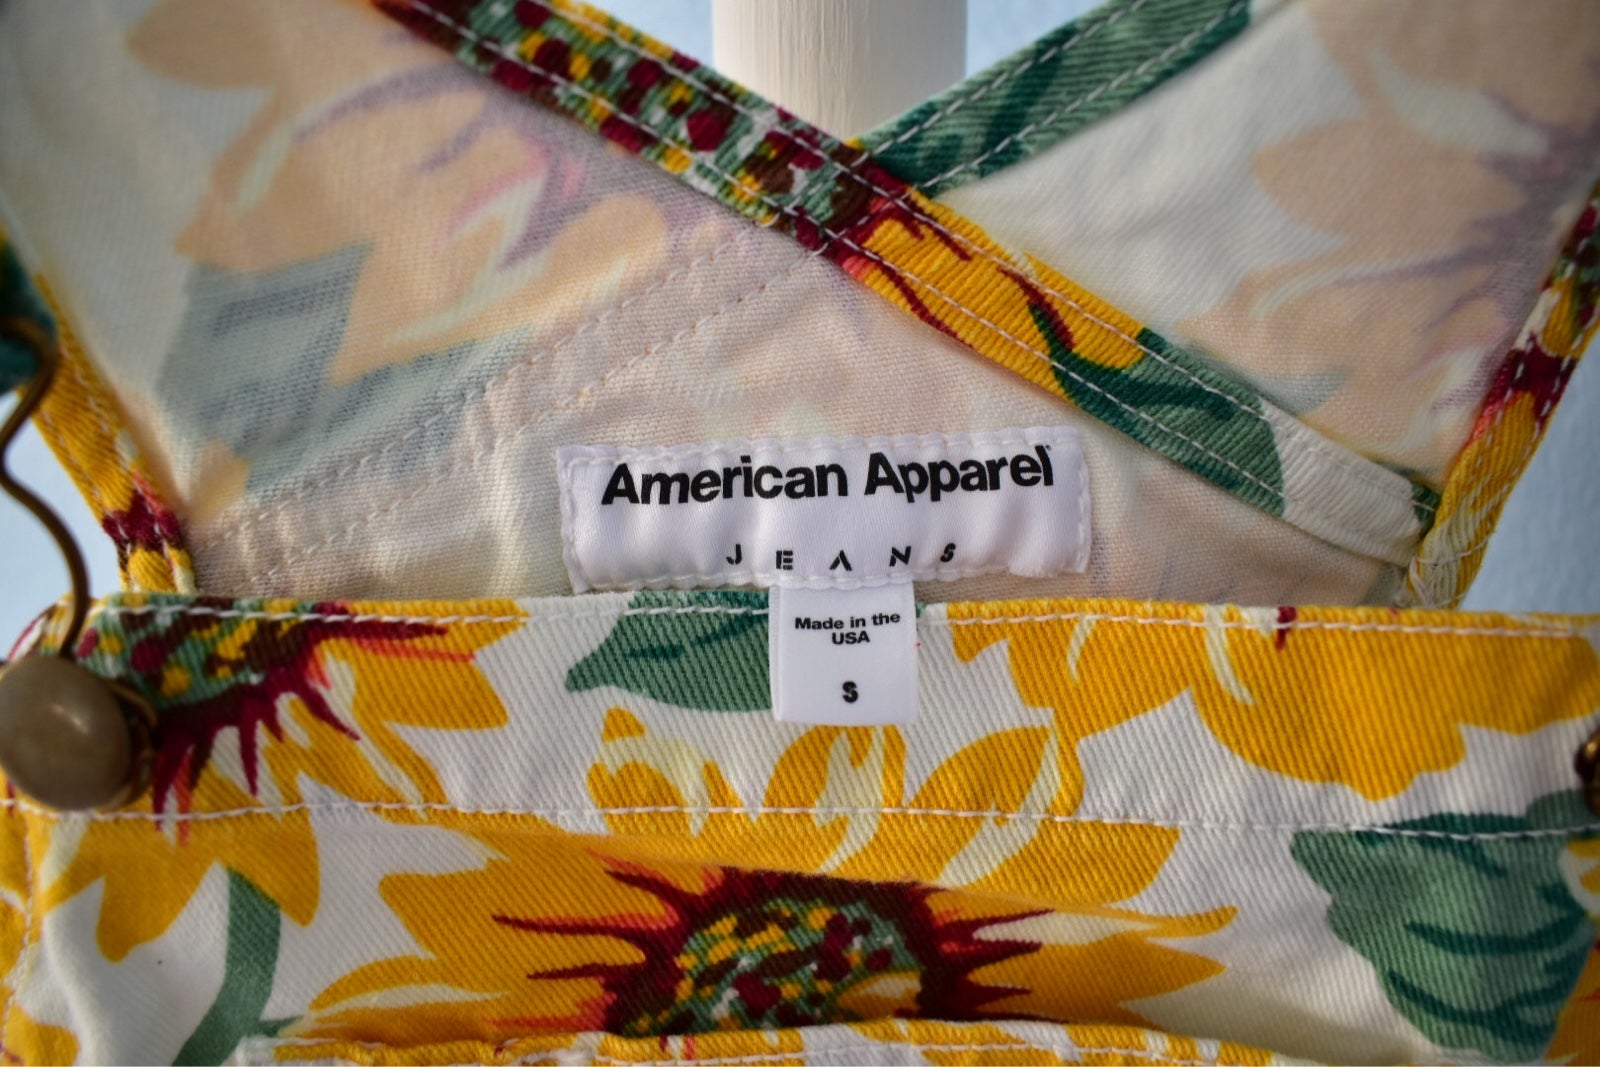 American Apparel
JEANS
Made in the
USA
S